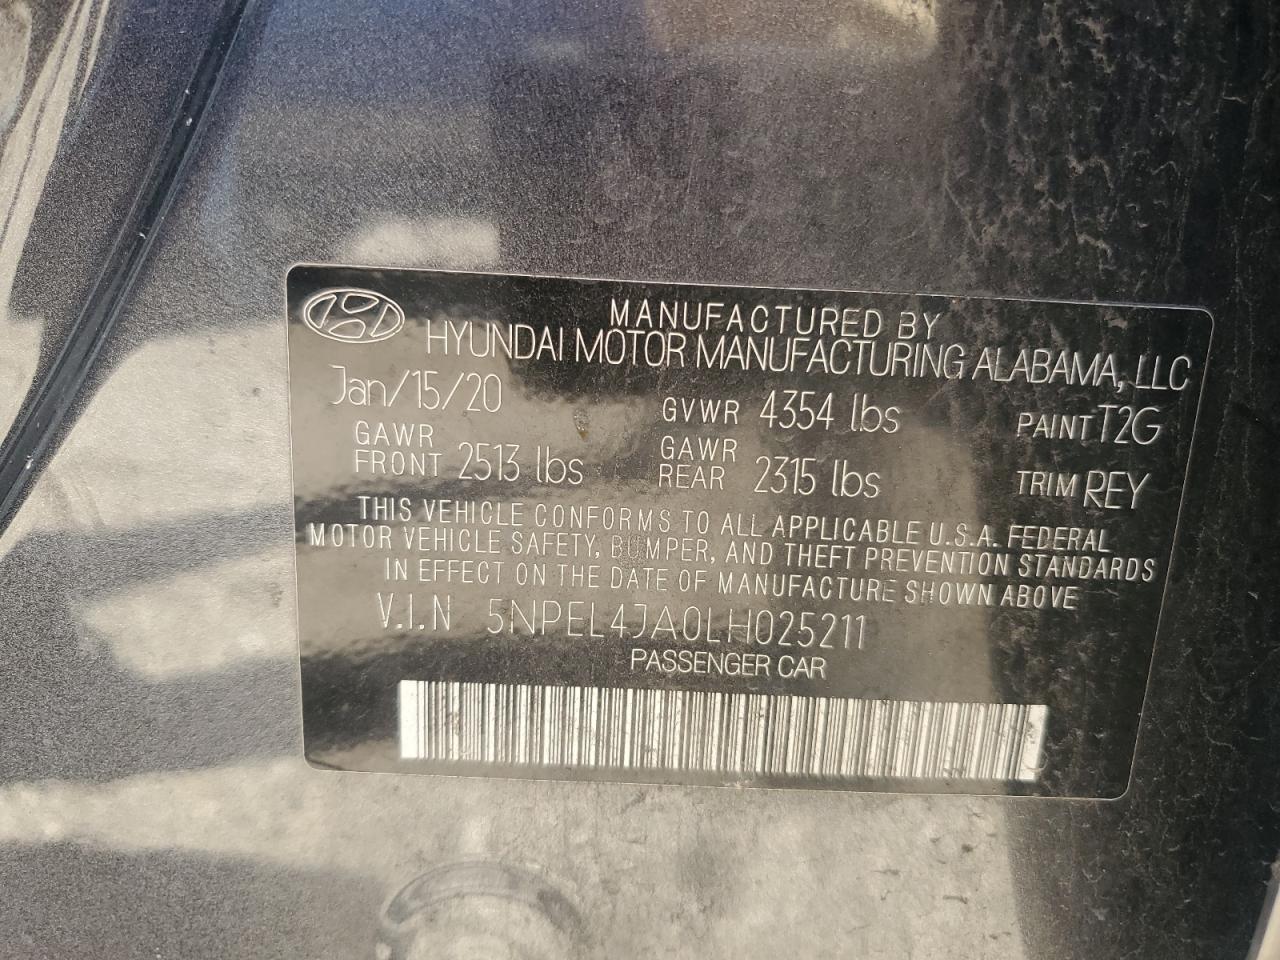 MANUFACTURED BY
HYUNDAI MOTOR MANUFACTURING ALABAMA, LLC
Jan/15/20 GVWR 4354 lbs PAINT T2G
GAWR FRONT 2513 lbs GAWR REAR 2315 lbs TRIM REY
THIS VEHICLE CONFORMS TO ALL APPLICABLE U.S.A. FEDERAL
MOTOR VEHICLE SAFETY, BUMPER, AND THEFT PREVENTION STANDARDS
IN EFFECT ON THE DATE OF MANUFACTURE SHOWN ABOVE
V.I.N 5NPEL4JA0LH025211
PASSENGER CAR